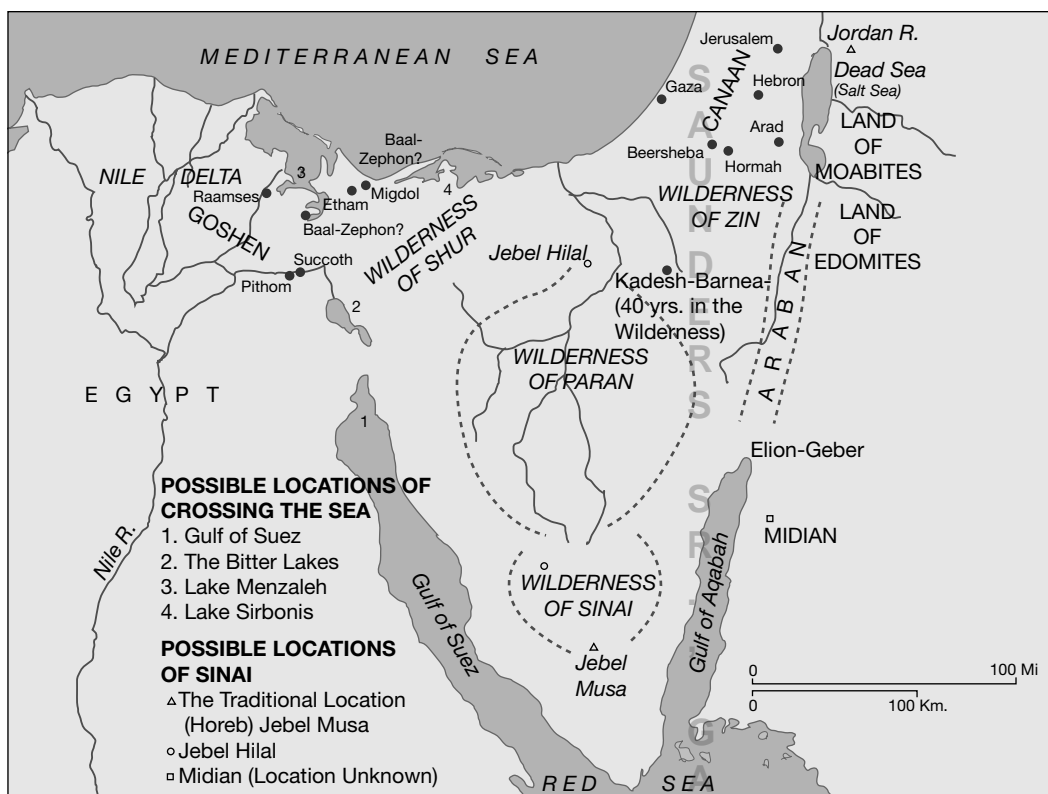 MEDITERRANEAN SEA
Jordan R.
Jerusalem
Dead Sea
(Salt Sea)
CANAAN
Hebron
Gaza
Arad
LAND
OF
MOABITES
Beersheba
Hormah
Baal-
Zephon?
3
4
NILE DELTA
Raamses
Etham
Migdol
GOSHEN
Baal-Zephon?
WILDERNESS
OF SHUR
WILDERNESS
OF ZIN
LAND
OF
EDOMITES
Jebel Hilal
Succoth
Pithom
Kadesh-Barnea-
(40 yrs. in the
Wilderness)
2
ARABAN
WILDERNESS
OF PARAN
EGYPT
1
Elion-Geber
POSSIBLE LOCATIONS OF
CROSSING THE SEA
1. Gulf of Suez
2. The Bitter Lakes
3. Lake Menzaleh
4. Lake Sirbonis
Nile R.
Gulf of Suez
MIDIAN
WILDERNESS
OF SINAI
Gulf of Aqabah
POSSIBLE LOCATIONS
OF SINAI
The Traditional Location
(Horeb) Jebel Musa
Jebel Hilal
Midian (Location Unknown)
Jebel
Musa
0 100 Mi
0 100 Km.
RED SEA
SAUNDERS